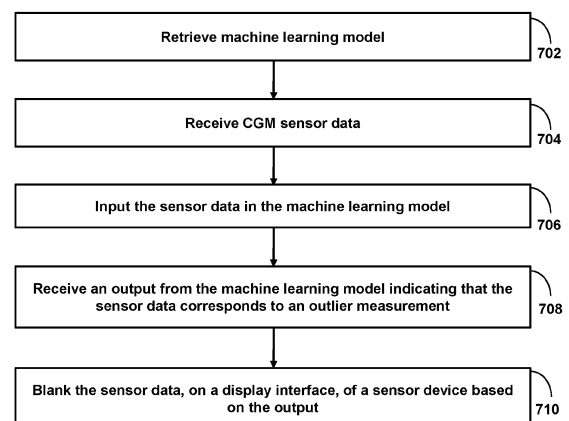 Retrieve machine learning model
702
Receive CGM sensor data
704
Input the sensor data in the machine learning model
706
Receive an output from the machine learning model indicating that the
sensor data corresponds to an outlier measurement
708
Blank the sensor data, on a display interface, of a sensor device based
on the output
710